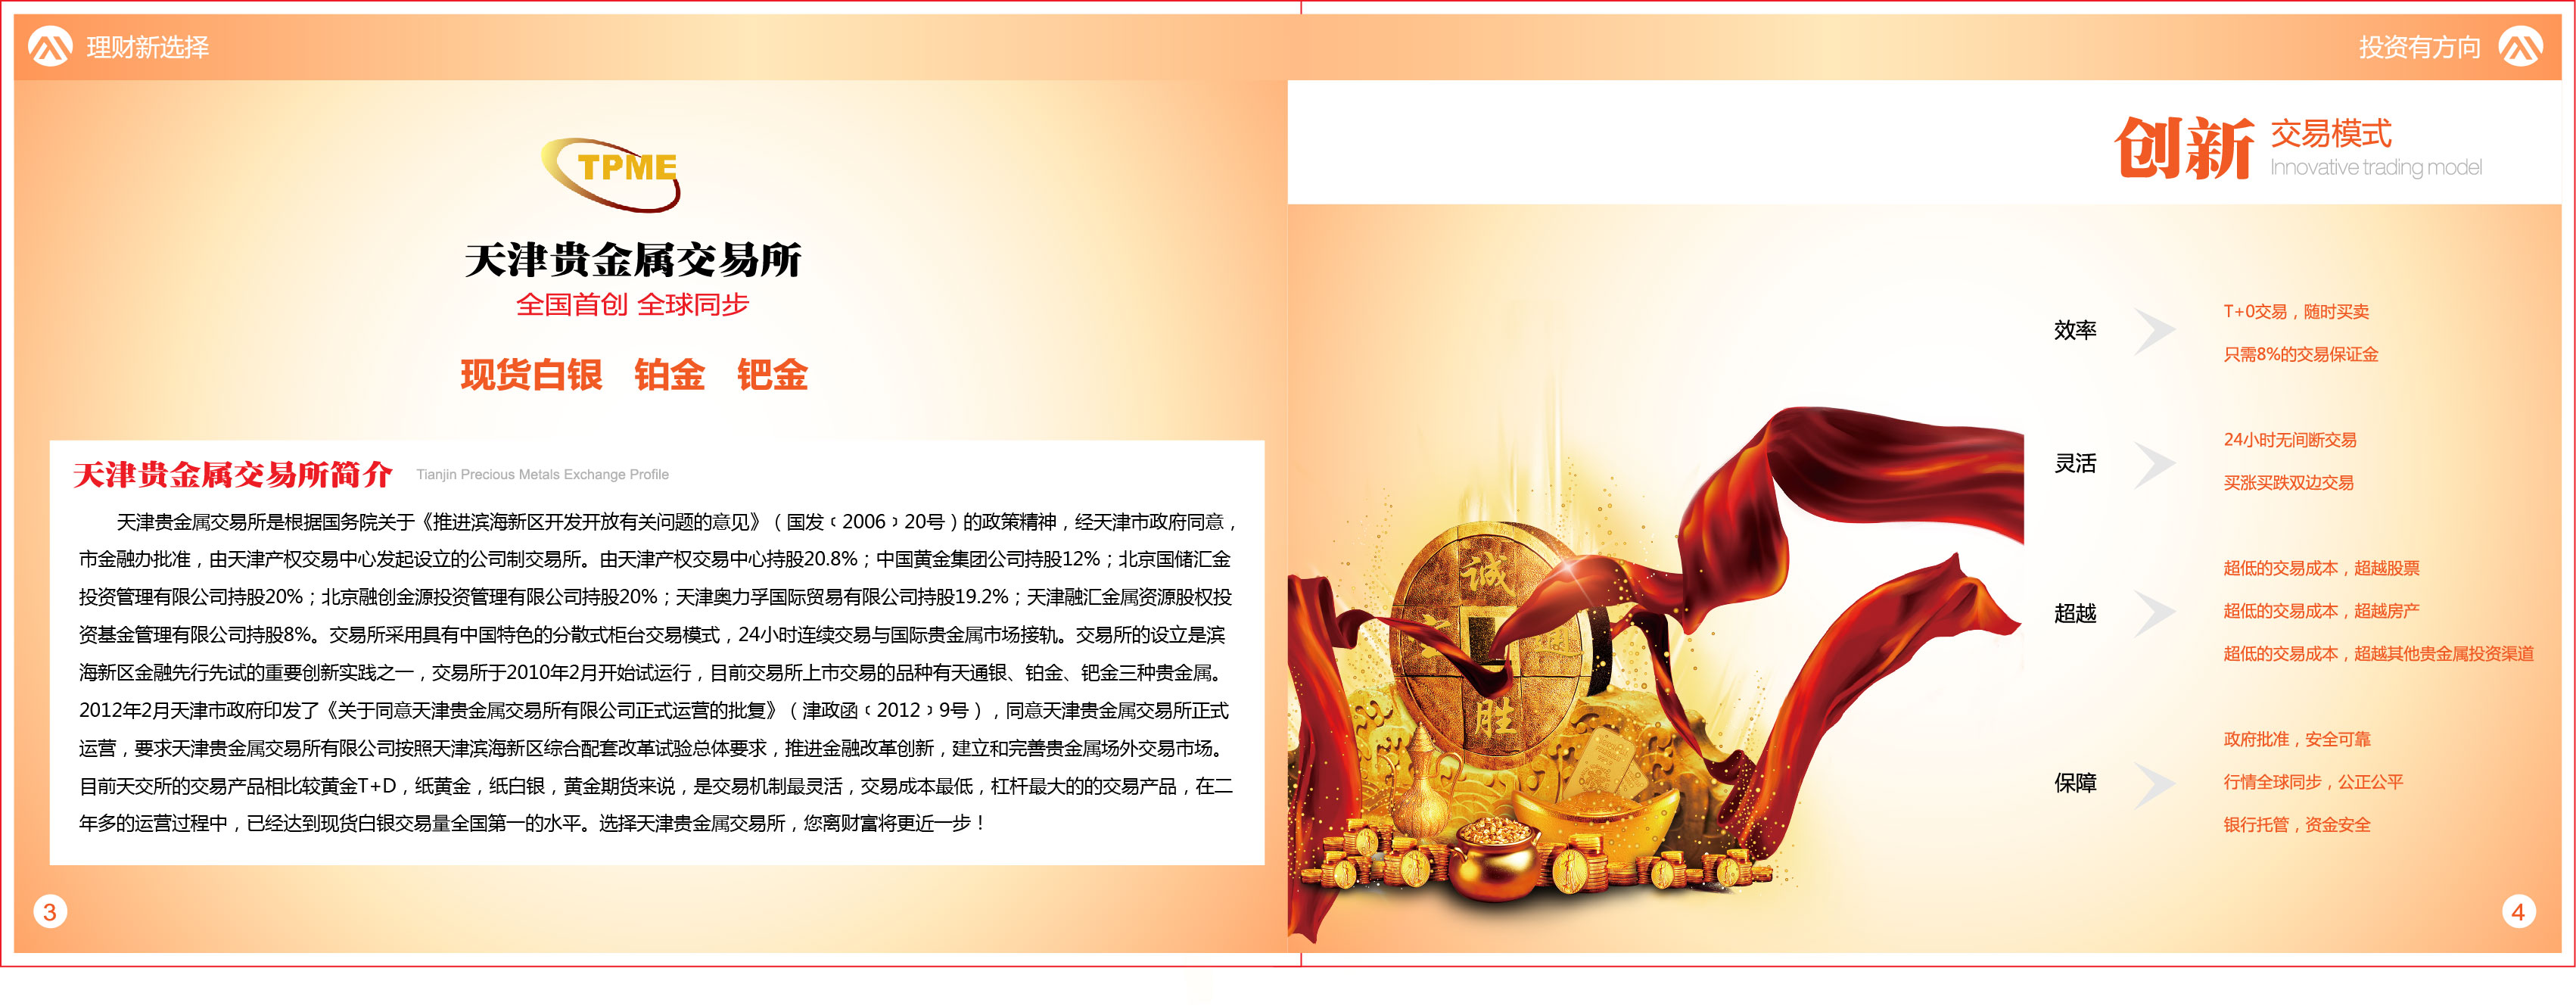 理财新选择
TPME
天津贵金属交易所
全国首创 全球同步
现货白银 铂金 钯金
天津贵金属交易所简介 Tianjin Precious Metals Exchange Profile
天津贵金属交易所是根据国务院关于《推进滨海新区开发开放有关问题的意见》（国发﹝2006﹞20号）的政策精神，经天津市政府同意，
市金融办批准，由天津产权交易中心发起设立的公司制交易所。由天津产权交易中心持股20.8%；中国黄金集团公司持股12%；北京国储汇金
投资管理有限公司持股20%；北京融创金源投资管理有限公司持股20%；天津奥力孚国际贸易有限公司持股19.2%；天津融汇金属资源股权投
资基金管理有限公司持股8%。交易所采用具有中国特色的分散式柜台交易模式，24小时连续交易与国际贵金属市场接轨。交易所的设立是滨
海新区金融先行先试的重要创新实践之一，交易所于2010年2月开始试运行，目前交易所上市交易的品种有天通银、铂金、钯金三种贵金属。
2012年2月天津市政府印发了《关于同意天津贵金属交易所有限公司正式运营的批复》（津政函﹝2012﹞9号），同意天津贵金属交易所正式
运营，要求天津贵金属交易所有限公司按照天津滨海新区综合配套改革试验总体要求，推进金融改革创新，建立和完善贵金属场外交易市场。
目前天交所的交易产品相比较黄金T+D，纸黄金，纸白银，黄金期货来说，是交易机制最灵活，交易成本最低，杠杆最大的的交易产品，在二
年多的运营过程中，已经达到现货白银交易量全国第一的水平。选择天津贵金属交易所，您离财富将更近一步！
3
投资有方向
创新 交易模式
Innovative trading model
效率
T+0交易，随时买卖
只需8%的交易保证金
灵活
24小时无间断交易
买涨买跌双边交易
超越
超低的交易成本，超越股票
超低的交易成本，超越房产
超低的交易成本，超越其他贵金属投资渠道
保障
政府批准，安全可靠
行情全球同步，公正公平
银行托管，资金安全
诚
胜
4